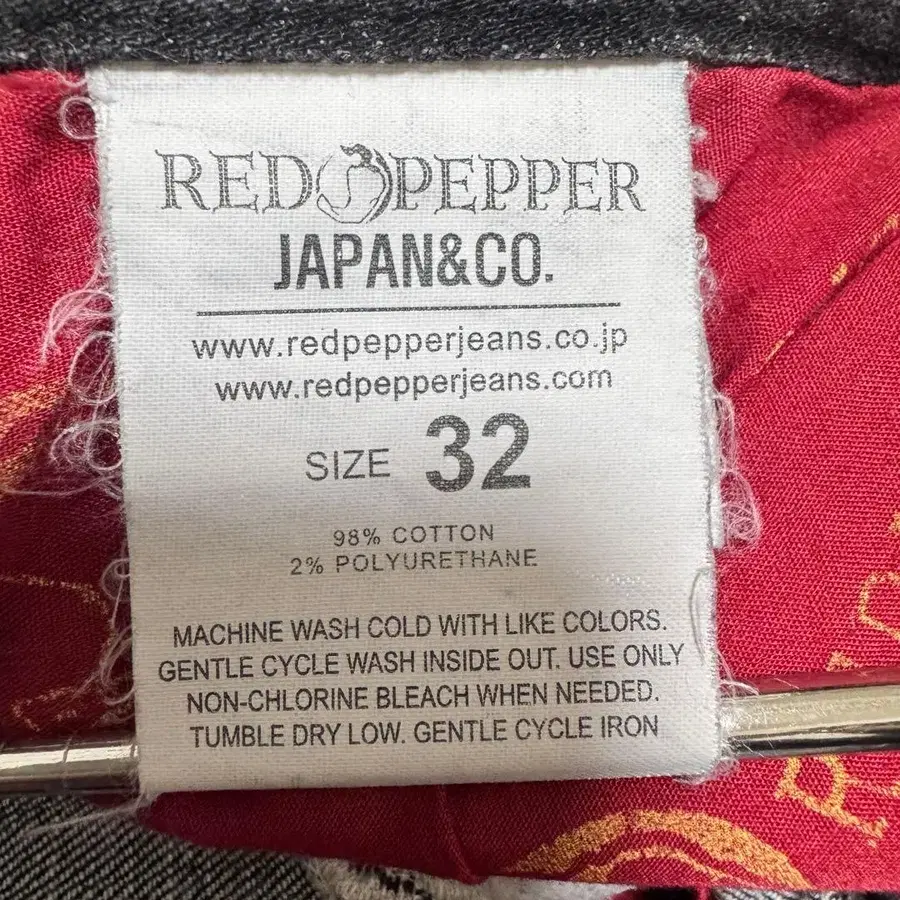 RED PEPPER
JAPAN&CO.
www.redpepperjeans.co.jp
www.redpepperjeans.com
SIZE 32
98% COTTON
2% POLYURETHANE
MACHINE WASH COLD WITH LIKE COLORS.
GENTLE CYCLE WASH INSIDE OUT. USE ONLY
NON-CHLORINE BLEACH WHEN NEEDED.
TUMBLE DRY LOW. GENTLE CYCLE IRON